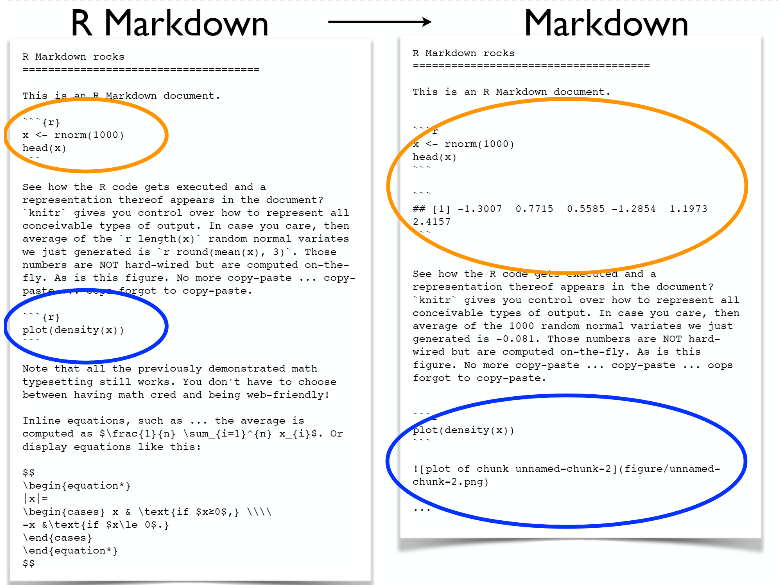 R Markdown
Markdown
R Markdown rocks
=====================================
This is an R Markdown document.
```{r}
x <- rnorm(1000)
head(x)
```
See how the R code gets executed and a
representation thereof appears in the document?
`knitr` gives you control over how to represent all
conceivable types of output. In case you care, then
average of the `r length(x)` random normal variates
we just generated is `r round(mean(x), 3)`. Those
numbers are NOT hard-wired but are computed on-the-
fly. As is this figure. No more copy-paste ... copy-
paste ... oops forgot to copy-paste.
```{r}
plot(density(x))
```
Note that all the previously demonstrated math
typesetting still works. You don't have to choose
between having math cred and being web-friendly!
Inline equations, such as ... the average is
computed as $\frac{1}{n} \sum_{i=1}^{n} x_{i}$. Or
display equations like this:
$$
\begin{equation*}
|x|=
\begin{cases} x & \text{if $x≥0$,} \\\\
-x &\text{if $x\le 0$.}
\end{cases}
\end{equation*}
$$
R Markdown rocks
=====================================
This is an R Markdown document.
```r
x <- rnorm(1000)
head(x)
```
```
## [1] -1.3007  0.7715  0.5585 -1.2854  1.1973
2.4157
```
See how the R code gets executed and a
representation thereof appears in the document?
`knitr` gives you control over how to represent all
conceivable types of output. In case you care, then
average of the 1000 random normal variates we just
generated is -0.081. Those numbers are NOT hard-
wired but are computed on-the-fly. As is this
figure. No more copy-paste ... copy-paste ... oops
forgot to copy-paste.
```r
plot(density(x))
```
![plot of chunk unnamed-chunk-2](figure/unnamed-
chunk-2.png)
...